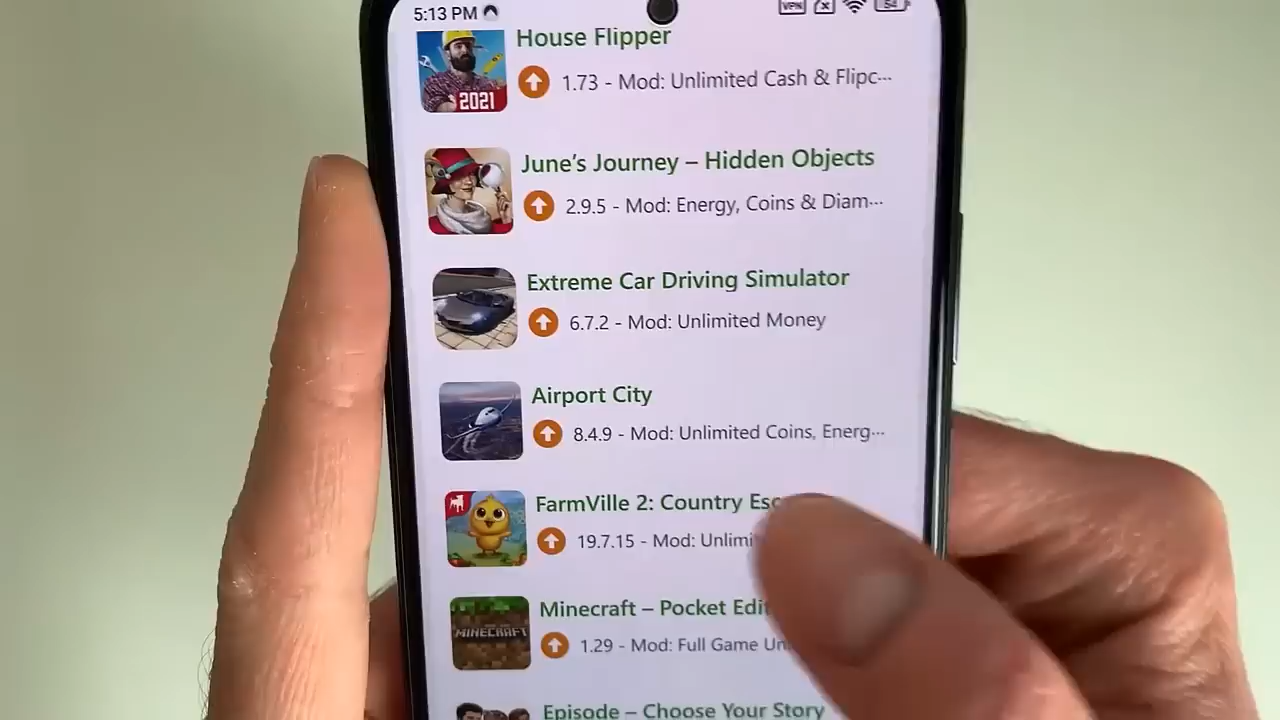 5:13 PM
VPN
54
House Flipper
1.73 - Mod: Unlimited Cash & Flipc...
2021
June's Journey – Hidden Objects
2.9.5 - Mod: Energy, Coins & Diam...
Extreme Car Driving Simulator
6.7.2 - Mod: Unlimited Money
Airport City
8.4.9 - Mod: Unlimited Coins, Energ...
FarmVille 2: Country Esc
19.7.15 - Mod: Unlimi
Minecraft – Pocket Edit
MINECRAFT
1.29 - Mod: Full Game Un
Episode – Choose Your Story